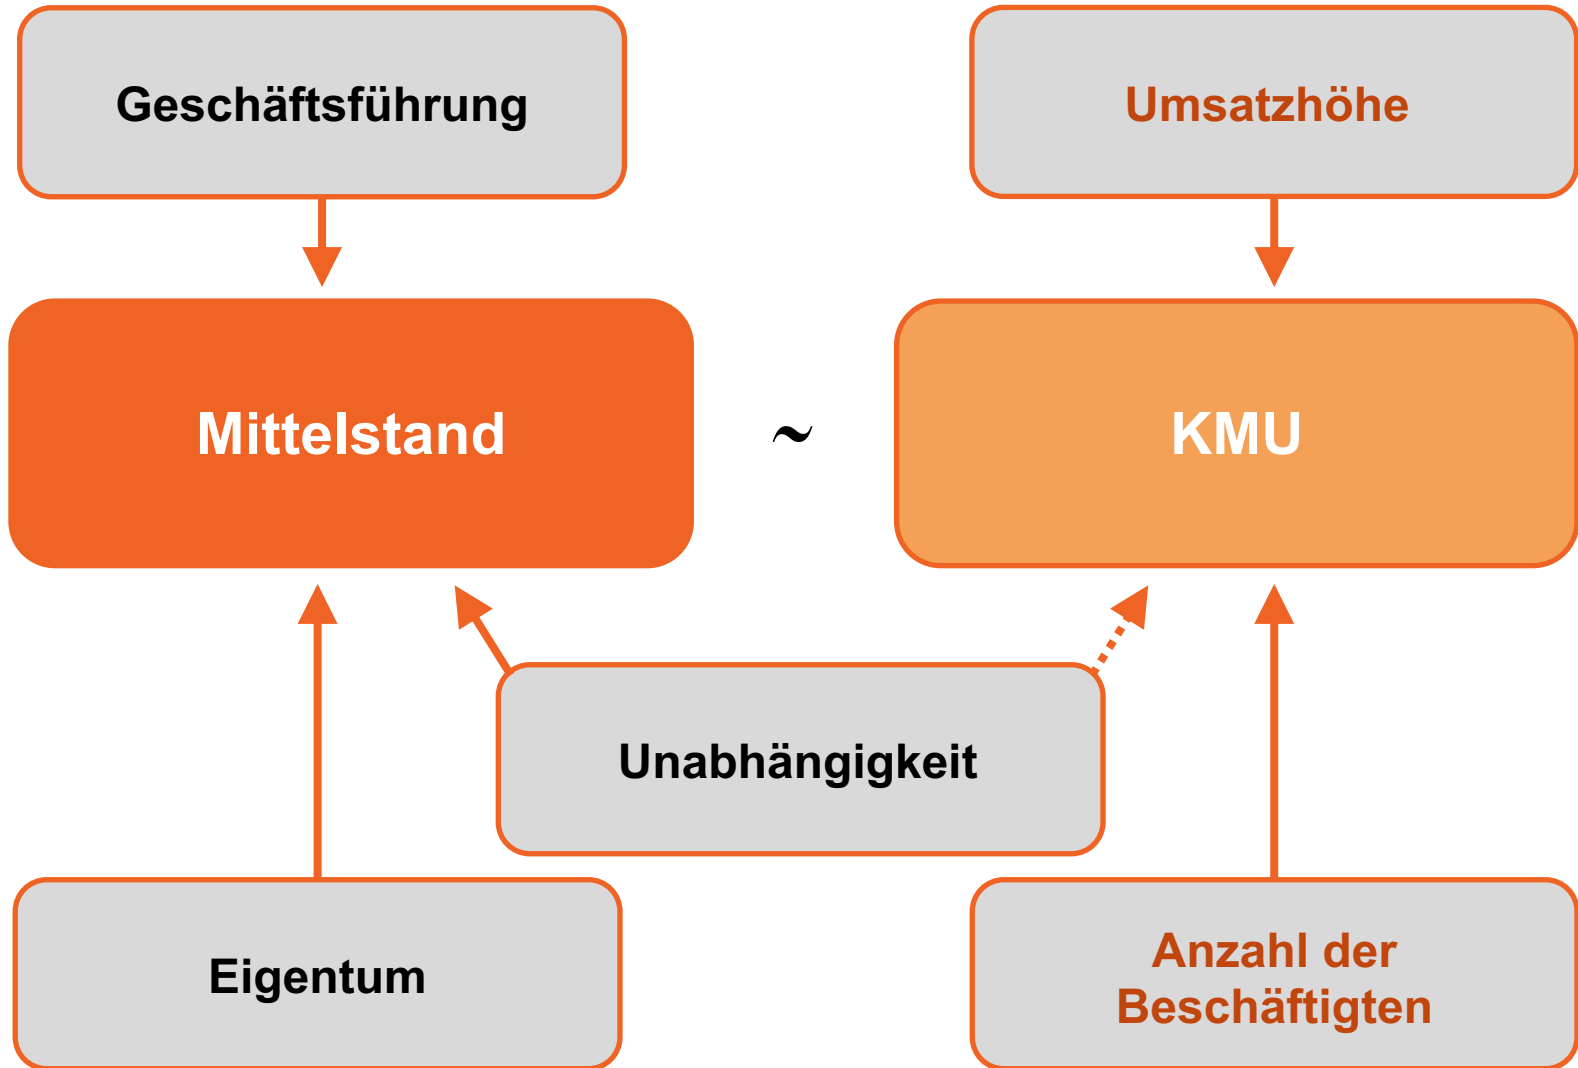 Geschäftsführung
Umsatzhöhe
Mittelstand
~
KMU
Unabhängigkeit
Eigentum
Anzahl der
Beschäftigten